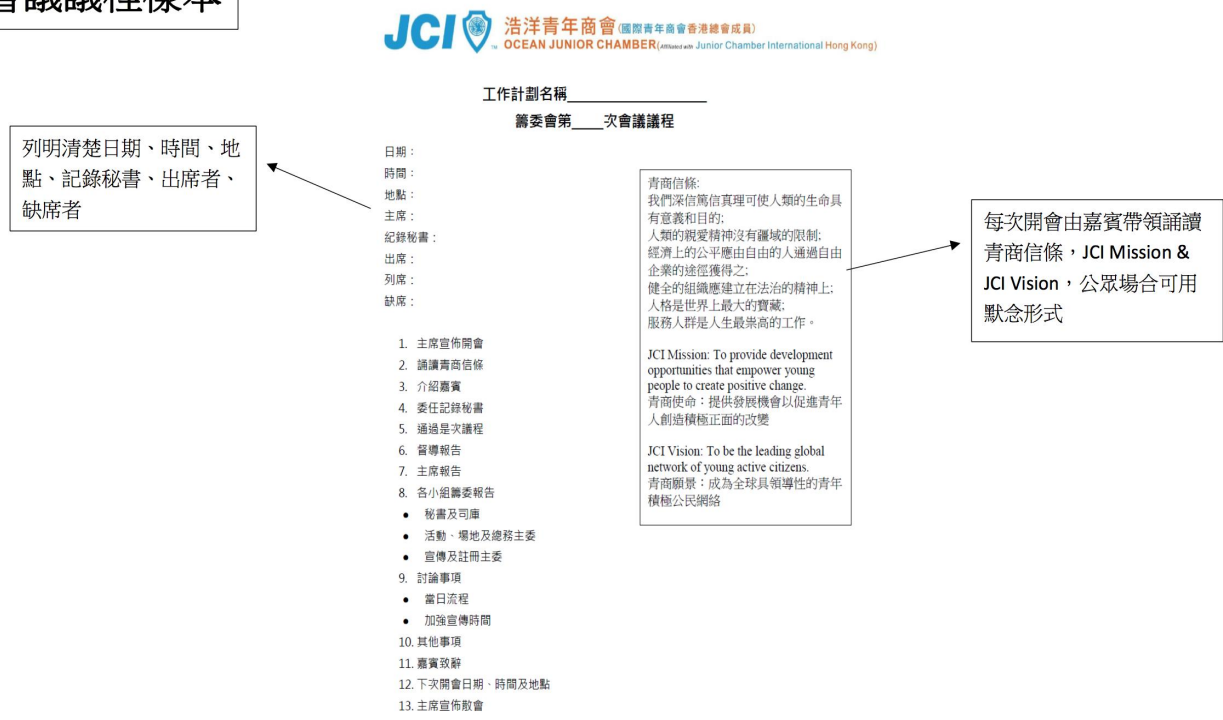 會議議程樣本
JCI 浩洋青年商會(國際青年商會香港總會成員)
OCEAN JUNIOR CHAMBER(Affiliated with Junior Chamber International Hong Kong)
工作計劃名稱__________________
籌委會第____次會議議程
列明清楚日期、時間、地
點、記錄秘書、出席者、
缺席者
日期：
時間：
地點：
主席：
紀錄秘書：
出席：
列席：
缺席：
1. 主席宣佈開會
2. 誦讀青商信條
3. 介紹嘉賓
4. 委任記錄秘書
5. 通過是次議程
6. 督導報告
7. 主席報告
8. 各小組籌委報告
● 秘書及司庫
● 活動、場地及總務主委
● 宣傳及註冊主委
9. 討論事項
● 當日流程
● 加強宣傳時間
10. 其他事項
11. 嘉賓致辭
12. 下次開會日期、時間及地點
13. 主席宣佈散會
青商信條:
我們深信篤信真理可使人類的生命具
有意義和目的;
人類的親愛精神沒有疆域的限制;
經濟上的公平應由自由的人通過自由
企業的途徑獲得之;
健全的組織應建立在法治的精神上;
人格是世界上最大的寶藏;
服務人群是人生最崇高的工作。
JCI Mission: To provide development
opportunities that empower young
people to create positive change.
青商使命：提供發展機會以促進青年
人創造積極正面的改變
JCI Vision: To be the leading global
network of young active citizens.
青商願景：成為全球具領導性的青年
積極公民網絡
每次開會由嘉賓帶領誦讀
青商信條，JCI Mission &
JCI Vision，公眾場合可用
默念形式